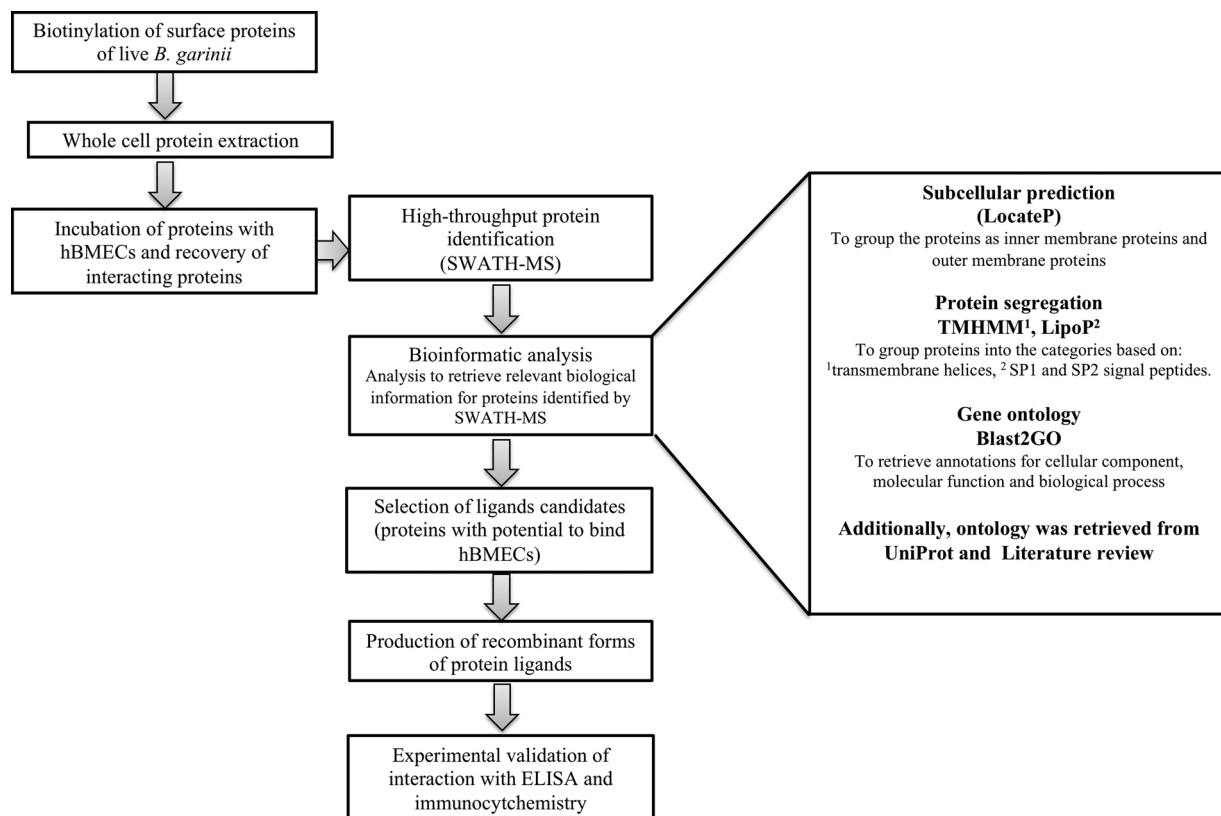 Biotinylation of surface proteins
of live B. garinii
Whole cell protein extraction
Incubation of proteins with
hBMECs and recovery of
interacting proteins
High-throughput protein
identification
(SWATH-MS)
Bioinformatic analysis
Analysis to retrieve relevant biological
information for proteins identified by
SWATH-MS
Selection of ligands candidates
(proteins with potential to bind
hBMECs)
Production of recombinant forms
of protein ligands
Experimental validation of
interaction with ELISA and
immunocytchemistry
Subcellular prediction
(LocateP)
To group the proteins as inner membrane proteins and
outer membrane proteins
Protein segregation
TMHMM¹, LipoP²
To group proteins into the categories based on:
¹transmembrane helices, ² SP1 and SP2 signal peptides.
Gene ontology
Blast2GO
To retrieve annotations for cellular component,
molecular function and biological process
Additionally, ontology was retrieved from
UniProt and Literature review